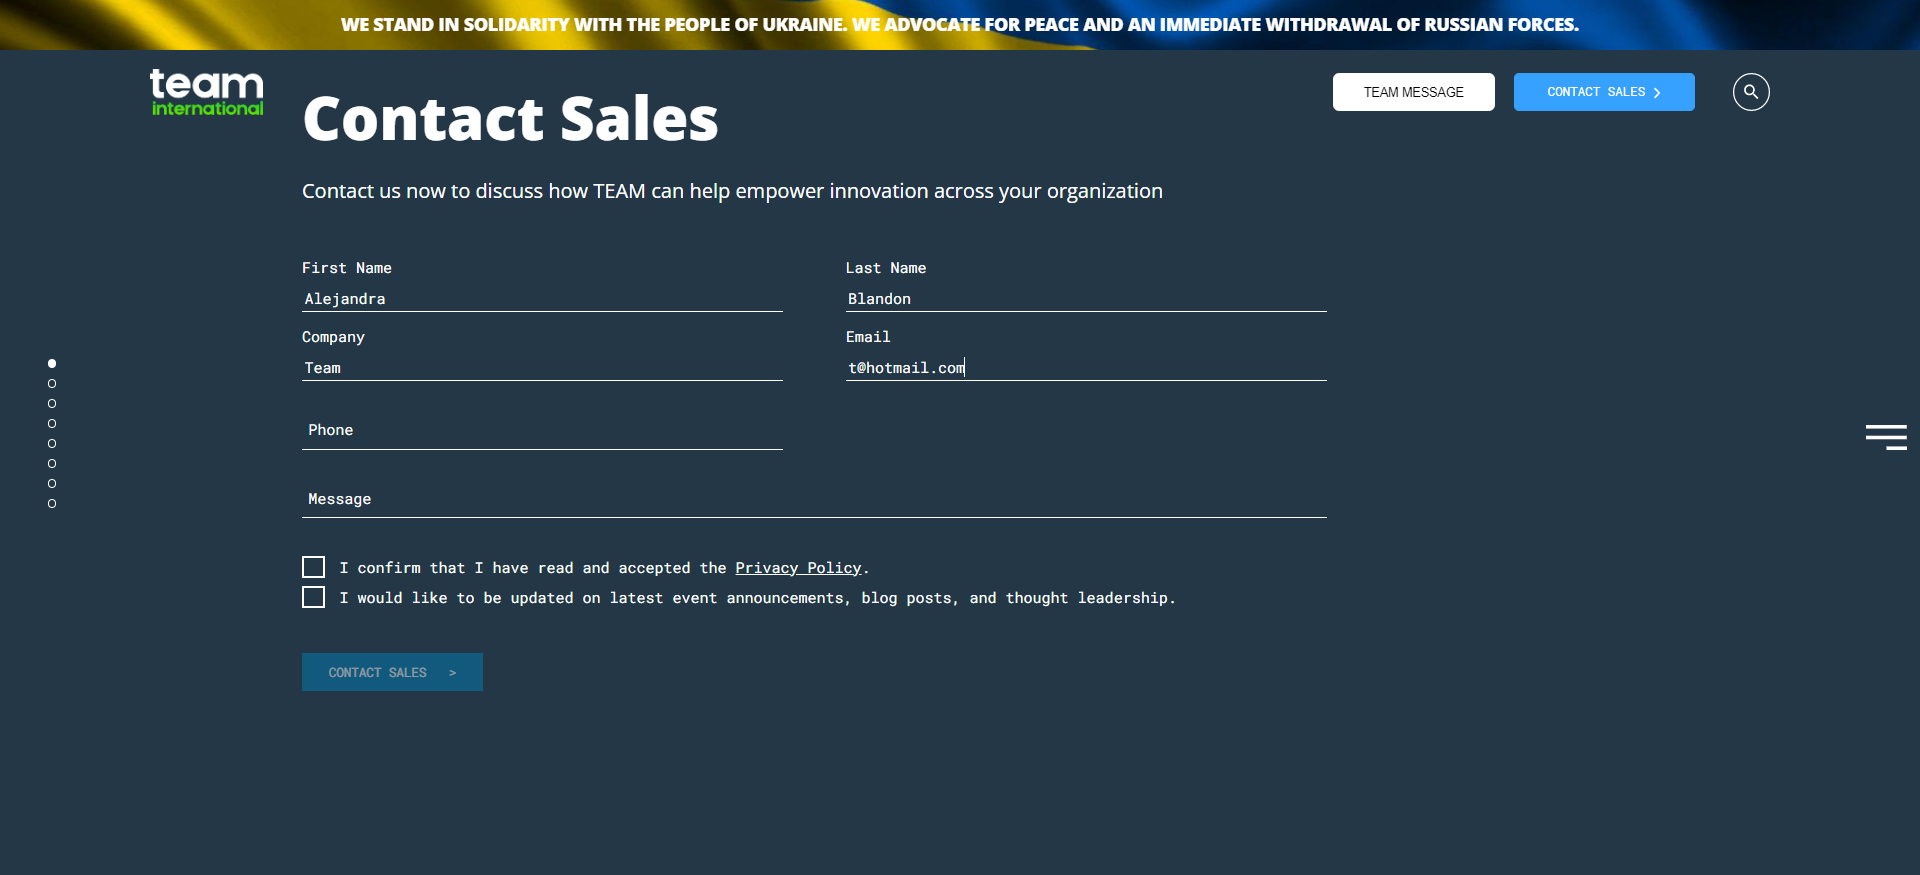 WE STAND IN SOLIDARITY WITH THE PEOPLE OF UKRAINE. WE ADVOCATE FOR PEACE AND AN IMMEDIATE WITHDRAWAL OF RUSSIAN FORCES.
team
international
TEAM MESSAGE
CONTACT SALES >
Contact Sales
Contact us now to discuss how TEAM can help empower innovation across your organization
First Name
Last Name
Alejandra
Blandon
Company
Email
Team
t@hotmail.com
Phone
Message
I confirm that I have read and accepted the Privacy Policy.
I would like to be updated on latest event announcements, blog posts, and thought leadership.
CONTACT SALES >